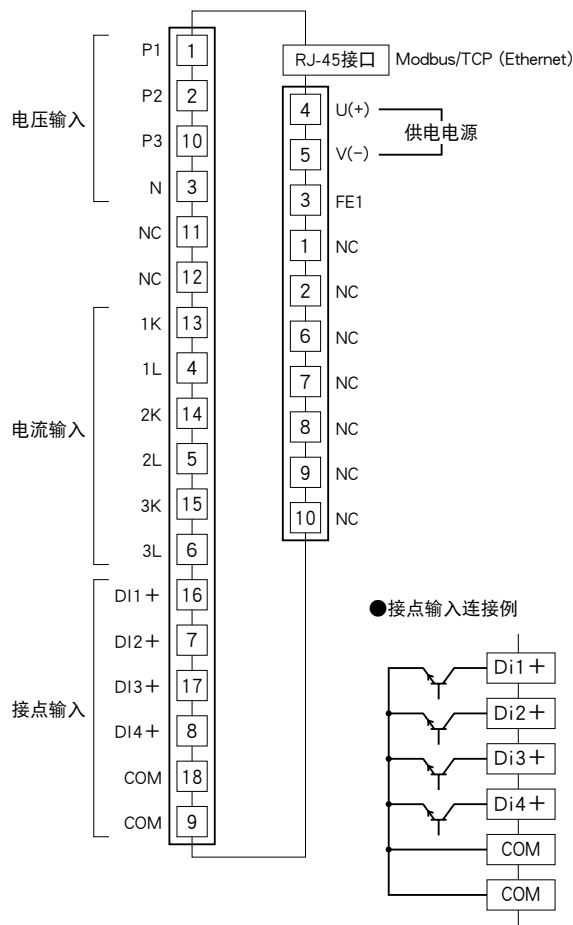 P1 1
电压输入
P2 2
P3 10
N 3
NC 11
NC 12
电流输入
1K 13
1L 4
2K 14
2L 5
3K 15
3L 6
接点输入
DI1＋ 16
DI2＋ 7
DI3＋ 17
DI4＋ 8
COM 18
COM 9
RJ-45接口 Modbus/TCP (Ethernet)
4 U(+)
供电电源
5 V(−)
3 FE1
1 NC
2 NC
6 NC
7 NC
8 NC
9 NC
10 NC
●接点输入连接例
Di1＋
Di2＋
Di3＋
Di4＋
COM
COM